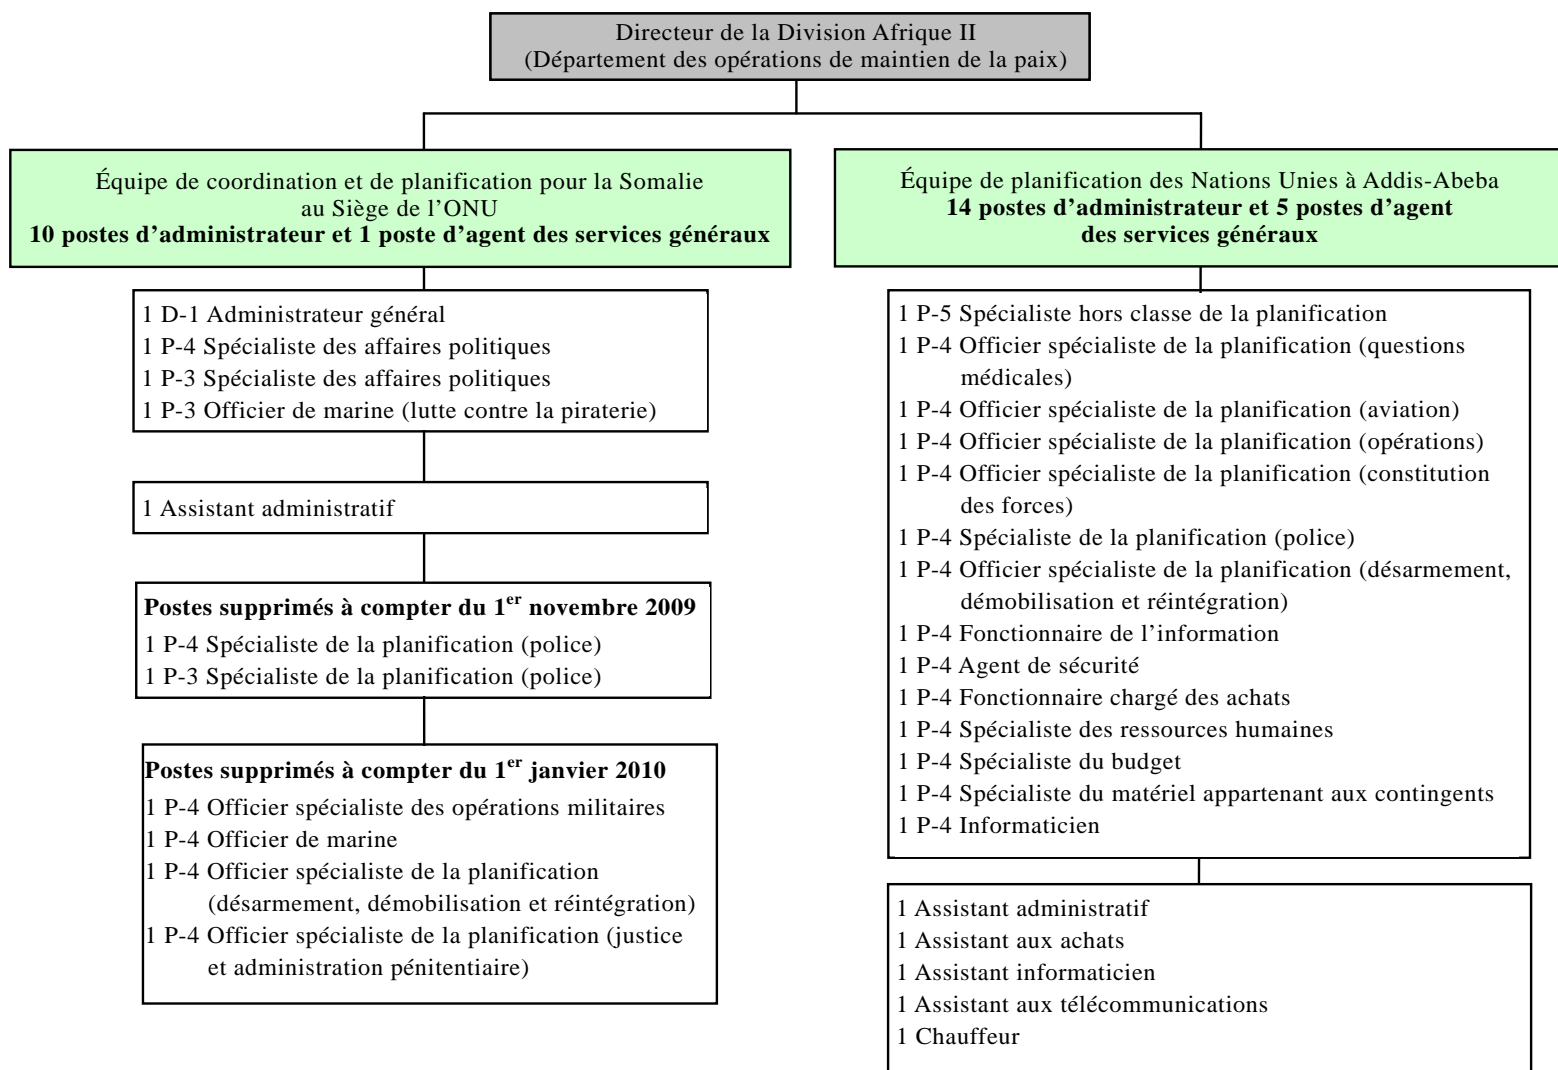 Directeur de la Division Afrique II
(Département des opérations de maintien de la paix)
Équipe de coordination et de planification pour la Somalie
au Siège de l’ONU
10 postes d’administrateur et 1 poste d’agent des services généraux
1 D-1 Administrateur général
1 P-4 Spécialiste des affaires politiques
1 P-3 Spécialiste des affaires politiques
1 P-3 Officier de marine (lutte contre la piraterie)
1 Assistant administratif
Postes supprimés à compter du 1er novembre 2009
1 P-4 Spécialiste de la planification (police)
1 P-3 Spécialiste de la planification (police)
Postes supprimés à compter du 1er janvier 2010
1 P-4 Officier spécialiste des opérations militaires
1 P-4 Officier de marine
1 P-4 Officier spécialiste de la planification
(désarmement, démobilisation et réintégration)
1 P-4 Officier spécialiste de la planification (justice
et administration pénitentiaire)
Équipe de planification des Nations Unies à Addis-Abeba
14 postes d’administrateur et 5 postes d’agent
des services généraux
1 P-5 Spécialiste hors classe de la planification
1 P-4 Officier spécialiste de la planification (questions
médicales)
1 P-4 Officier spécialiste de la planification (aviation)
1 P-4 Officier spécialiste de la planification (opérations)
1 P-4 Officier spécialiste de la planification (constitution
des forces)
1 P-4 Spécialiste de la planification (police)
1 P-4 Officier spécialiste de la planification (désarmement,
démobilisation et réintégration)
1 P-4 Fonctionnaire de l’information
1 P-4 Agent de sécurité
1 P-4 Fonctionnaire chargé des achats
1 P-4 Spécialiste des ressources humaines
1 P-4 Spécialiste du budget
1 P-4 Spécialiste du matériel appartenant aux contingents
1 P-4 Informaticien
1 Assistant administratif
1 Assistant aux achats
1 Assistant informaticien
1 Assistant aux télécommunications
1 Chauffeur